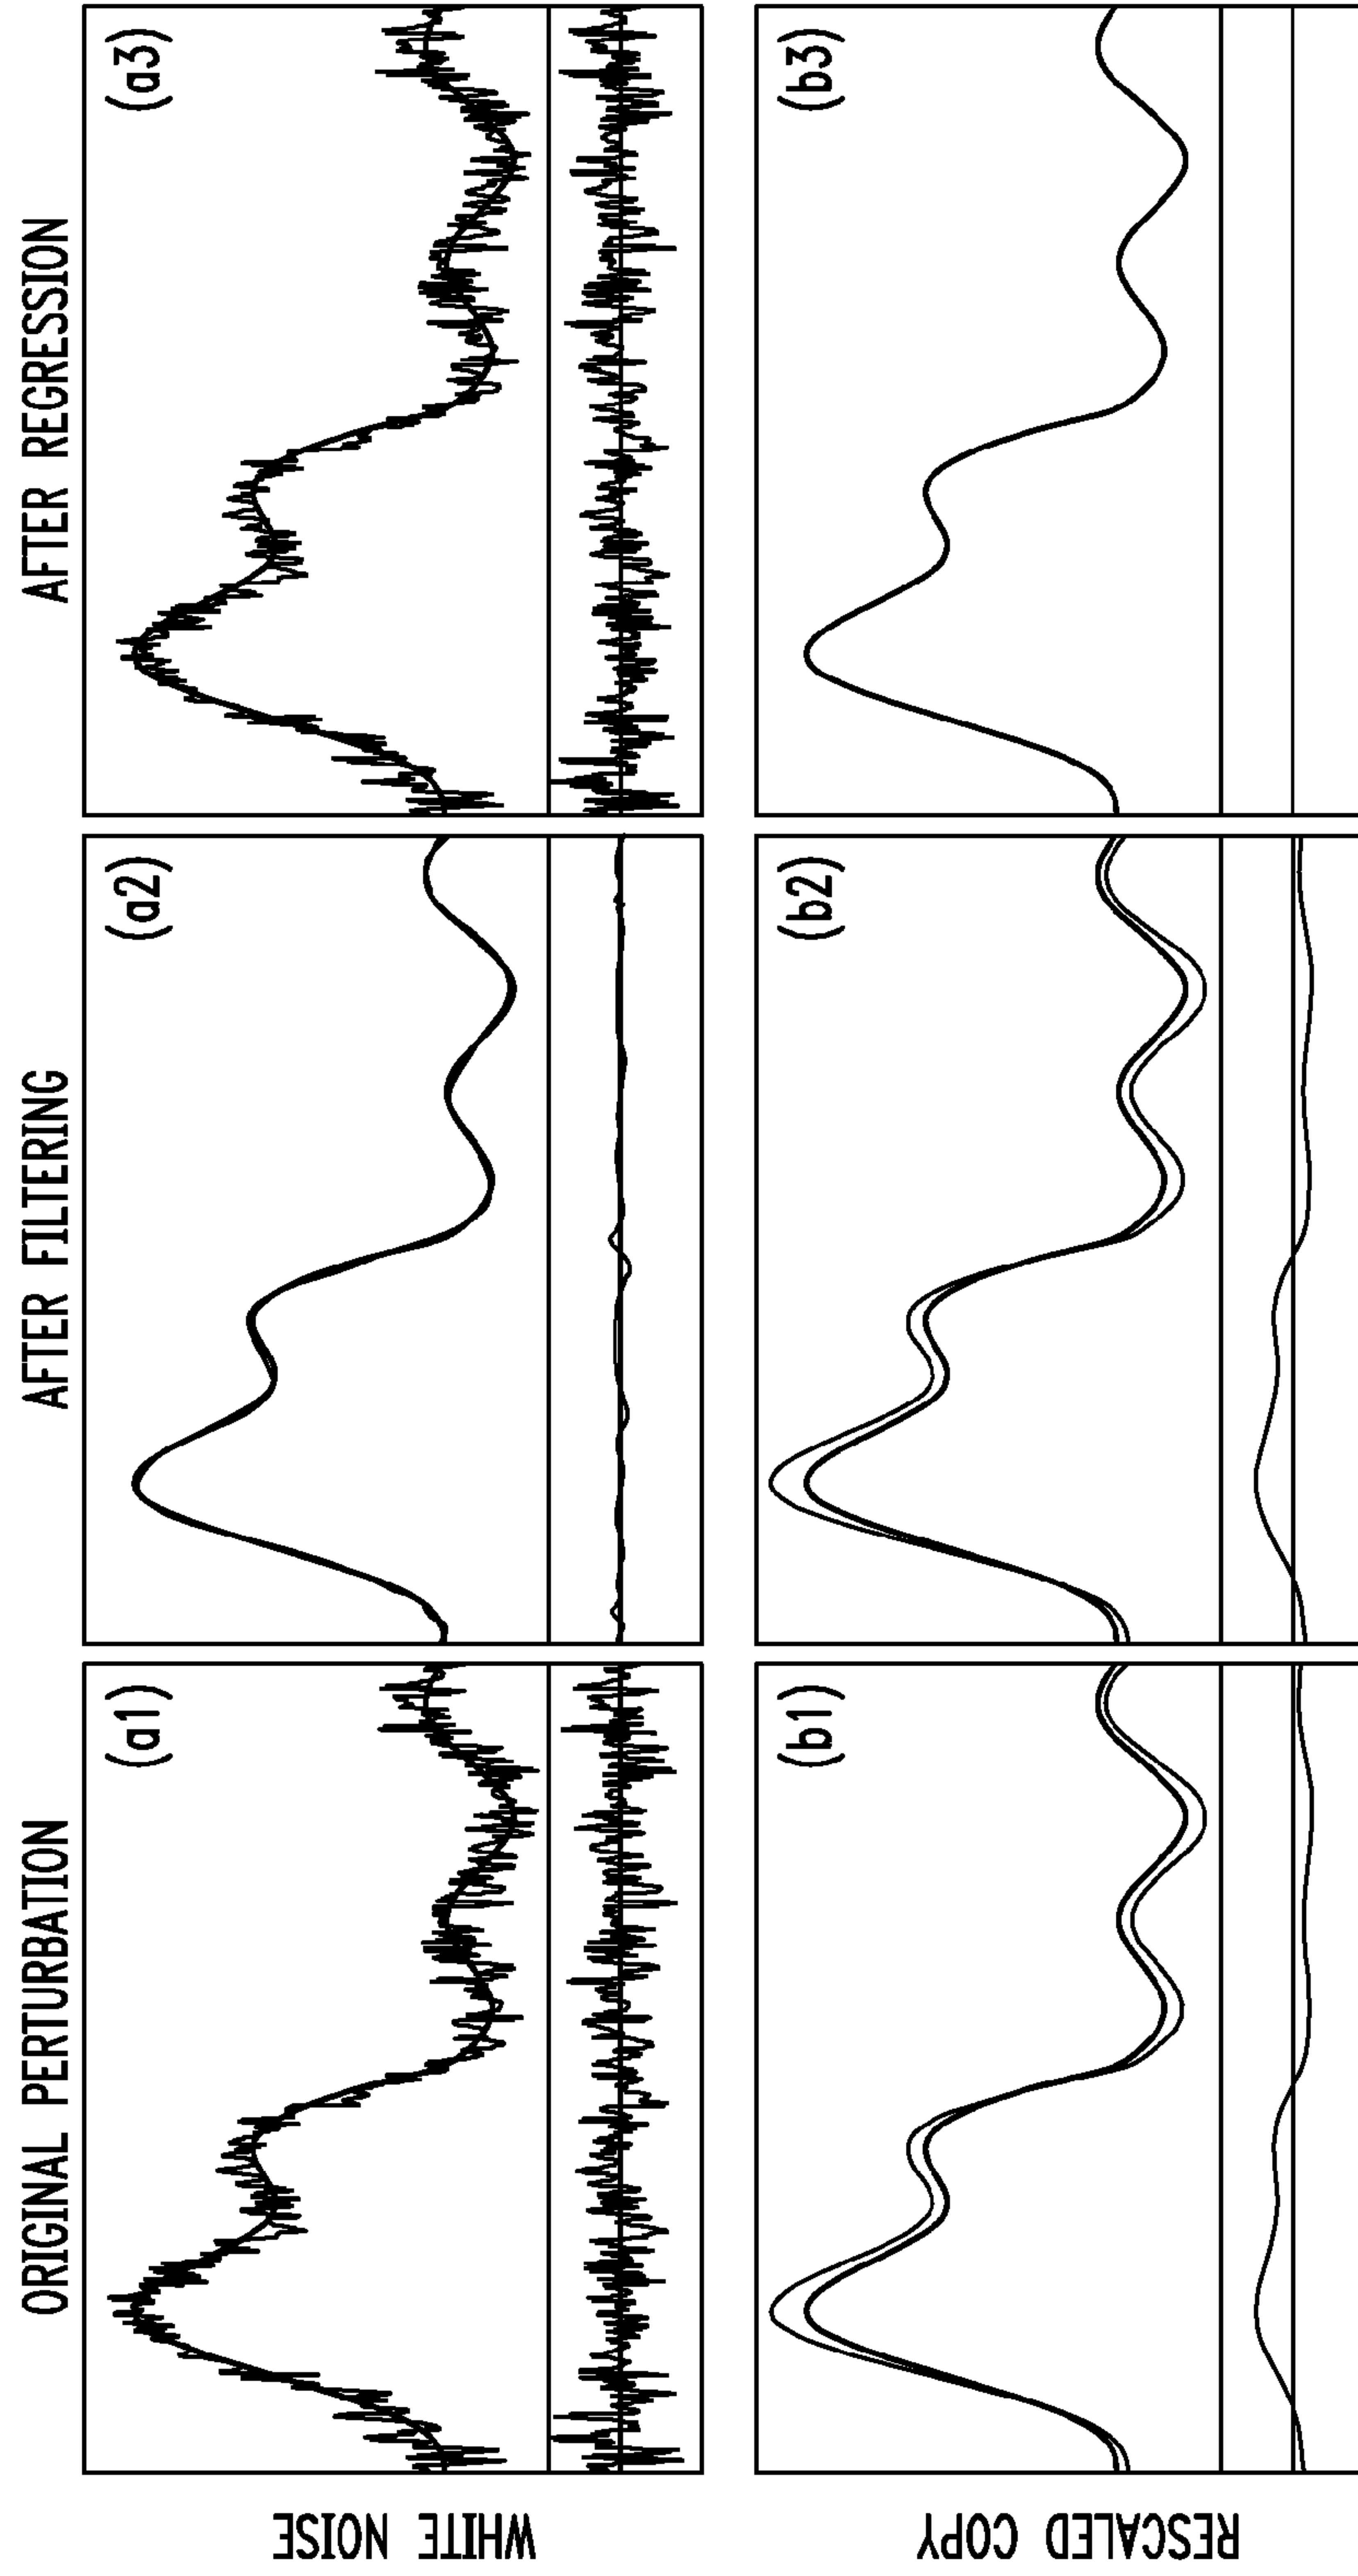 ORIGINAL PERTURBATION
AFTER FILTERING
AFTER REGRESSION
WHITE NOISE
(a1)
(a2)
(a3)
RESCALED COPY
(b1)
(b2)
(b3)